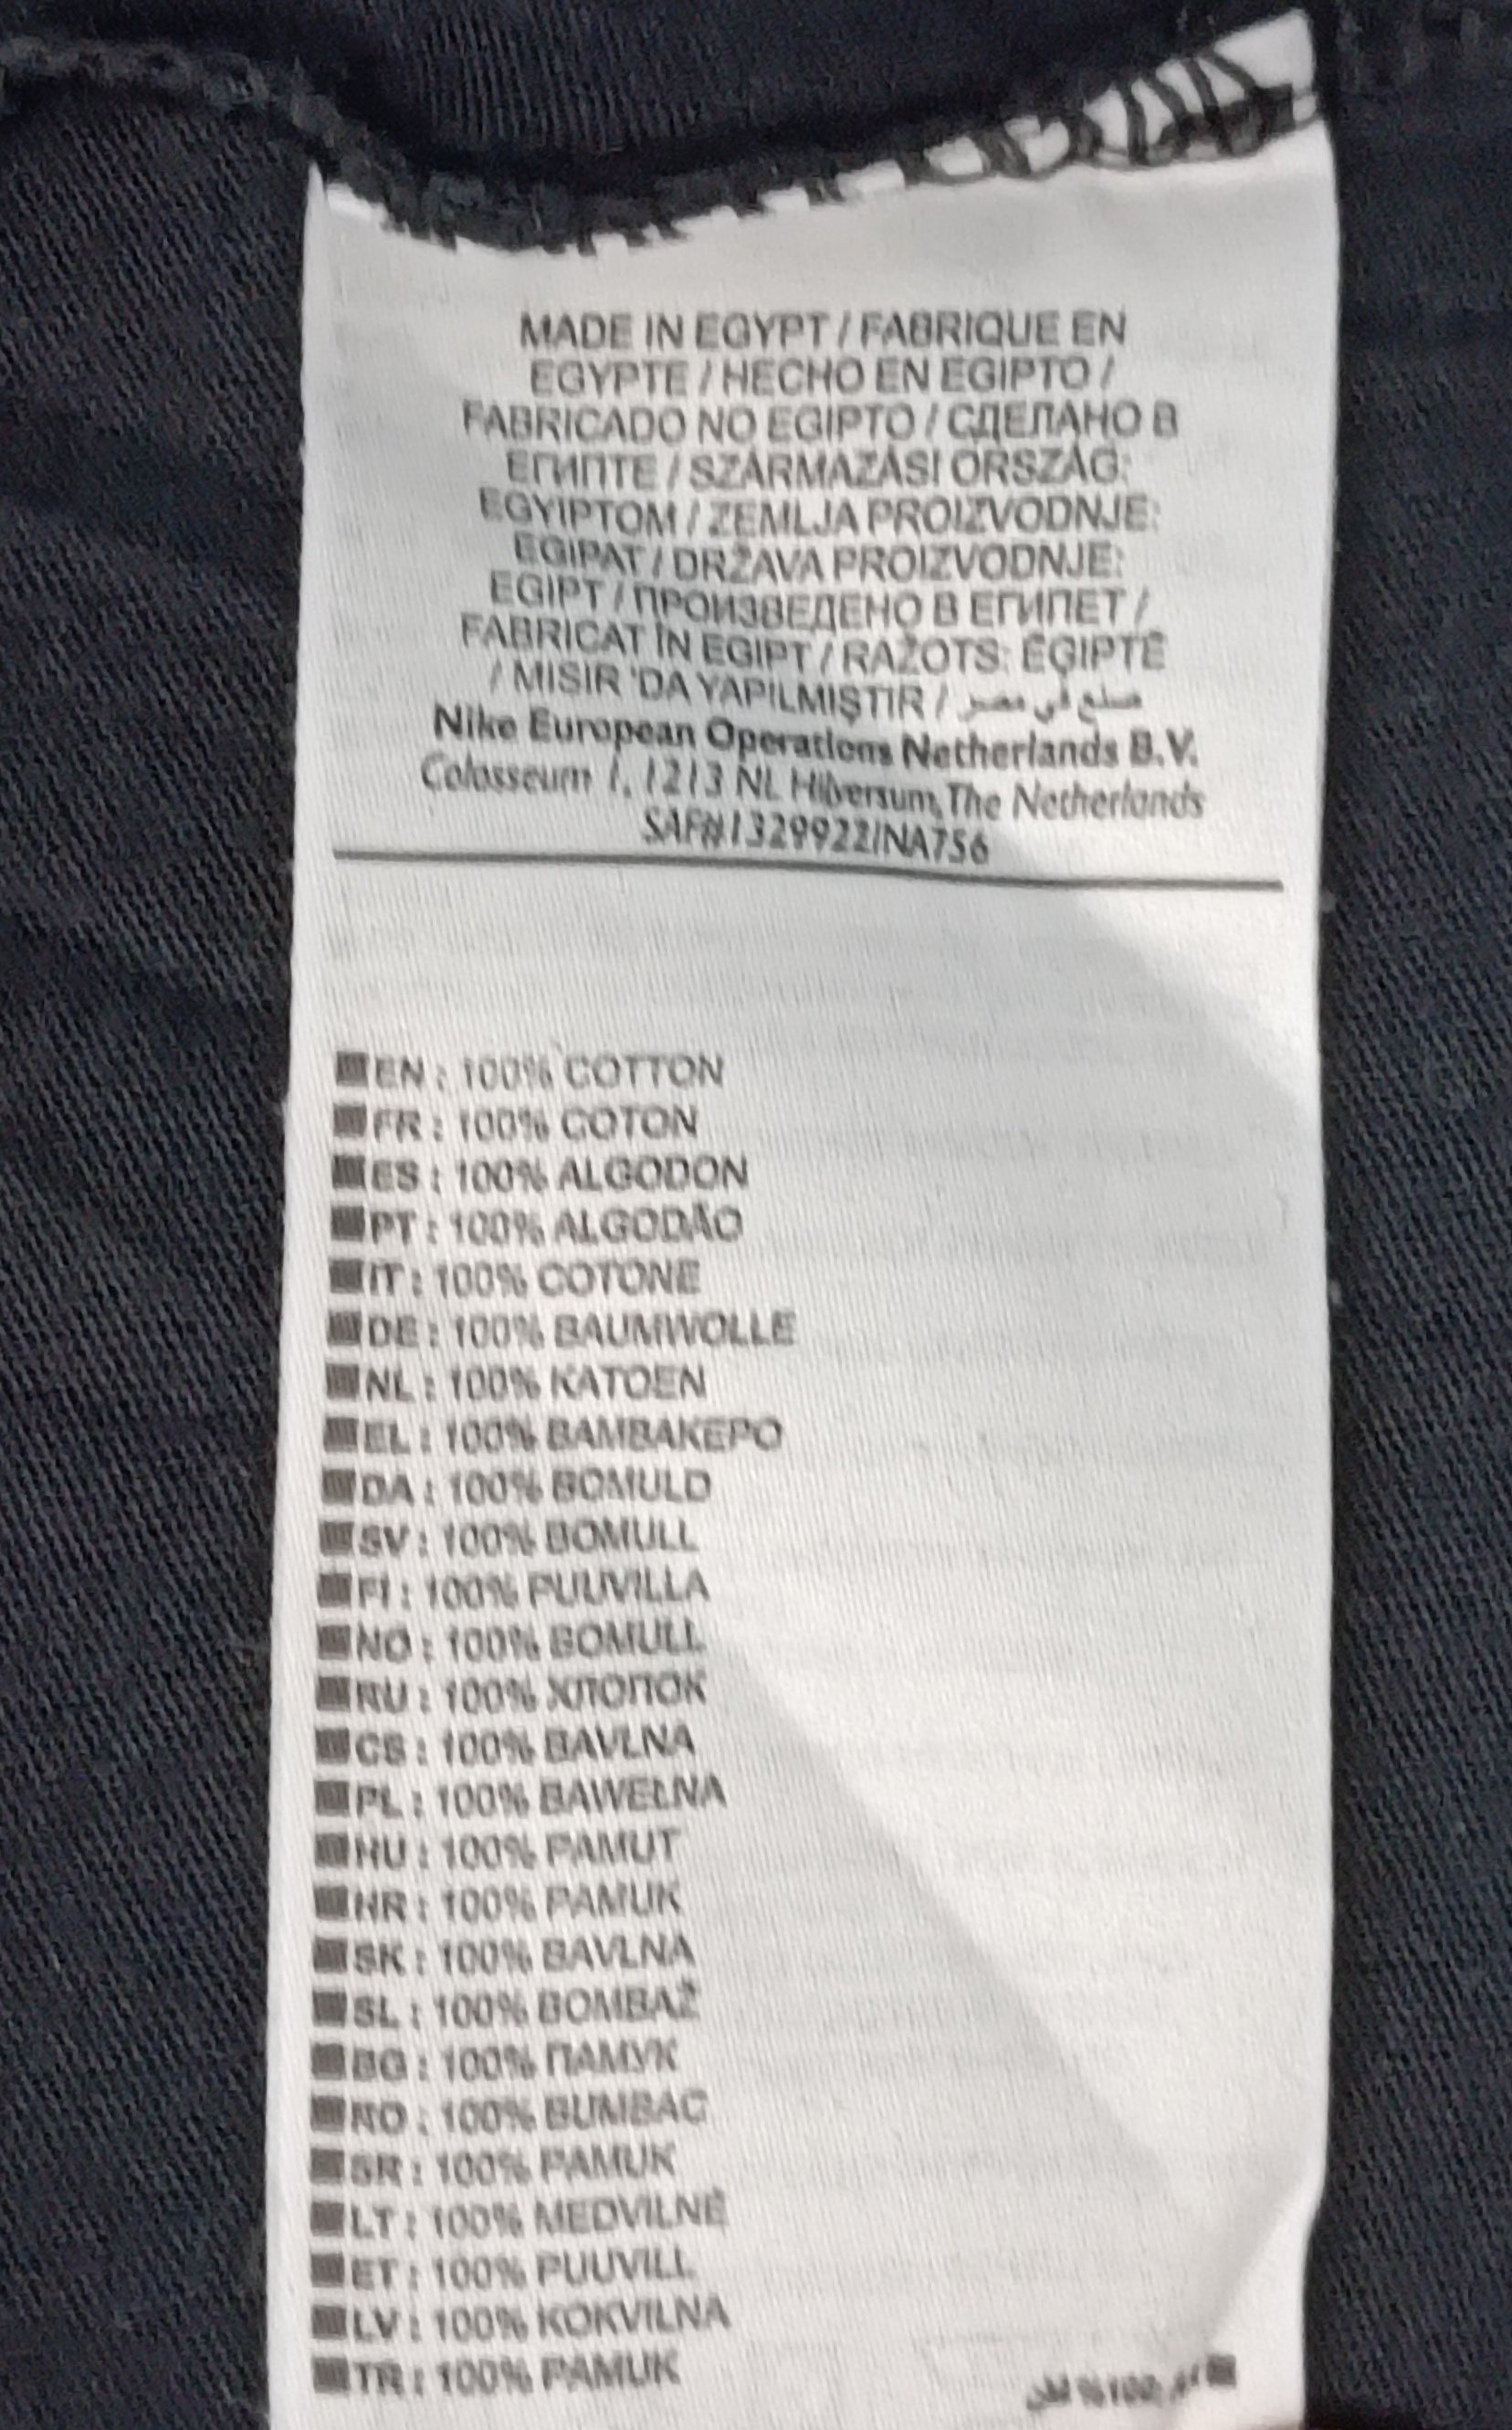 MADE IN EGYPT / FABRIQUE EN
EGYPTE / HECHO EN EGIPTO /
FABRICADO NO EGIPTO / СДЕЛАНО В
ЕГИПТЕ / SZÁRMAZÁSI ORSZÁG:
EGYIPTOM / ZEMLJA PROIZVODNJE:
EGIPAT / DRŽAVA PROIZVODNJE:
EGIPT / ПРОИЗВЕДЕНО В ЕГИПЕТ /
FABRICAT ÎN EGIPT / RAŽOTS: ĒĢIPTĒ
/ MISIR 'DA YAPILMIŞTIR / صنع في مصر
Nike European Operations Netherlands B.V.
Colosseum 1, 1213 NL Hilversum, The Netherlands
SAF#1329922/NA756
EN : 100% COTTON
FR : 100% COTON
ES : 100% ALGODON
PT : 100% ALGODÃO
IT : 100% COTONE
DE : 100% BAUMWOLLE
NL : 100% KATOEN
EL : 100% BAMBAKEPO
DA : 100% BOMULD
SV : 100% BOMULL
FI : 100% PUUVILLA
NO : 100% BOMULL
RU : 100% ХЛОПОК
CS : 100% BAVLNA
PL : 100% BAWEŁNA
HU : 100% PAMUT
HR : 100% PAMUK
SK : 100% BAVLNA
SL : 100% BOMBAŽ
BG : 100% ПАМУК
RO : 100% BUMBAC
SR : 100% PAMUK
LT : 100% MEDVILNĖ
ET : 100% PUUVILL
LV : 100% KOKVILNA
TR : 100% PAMUK
100%